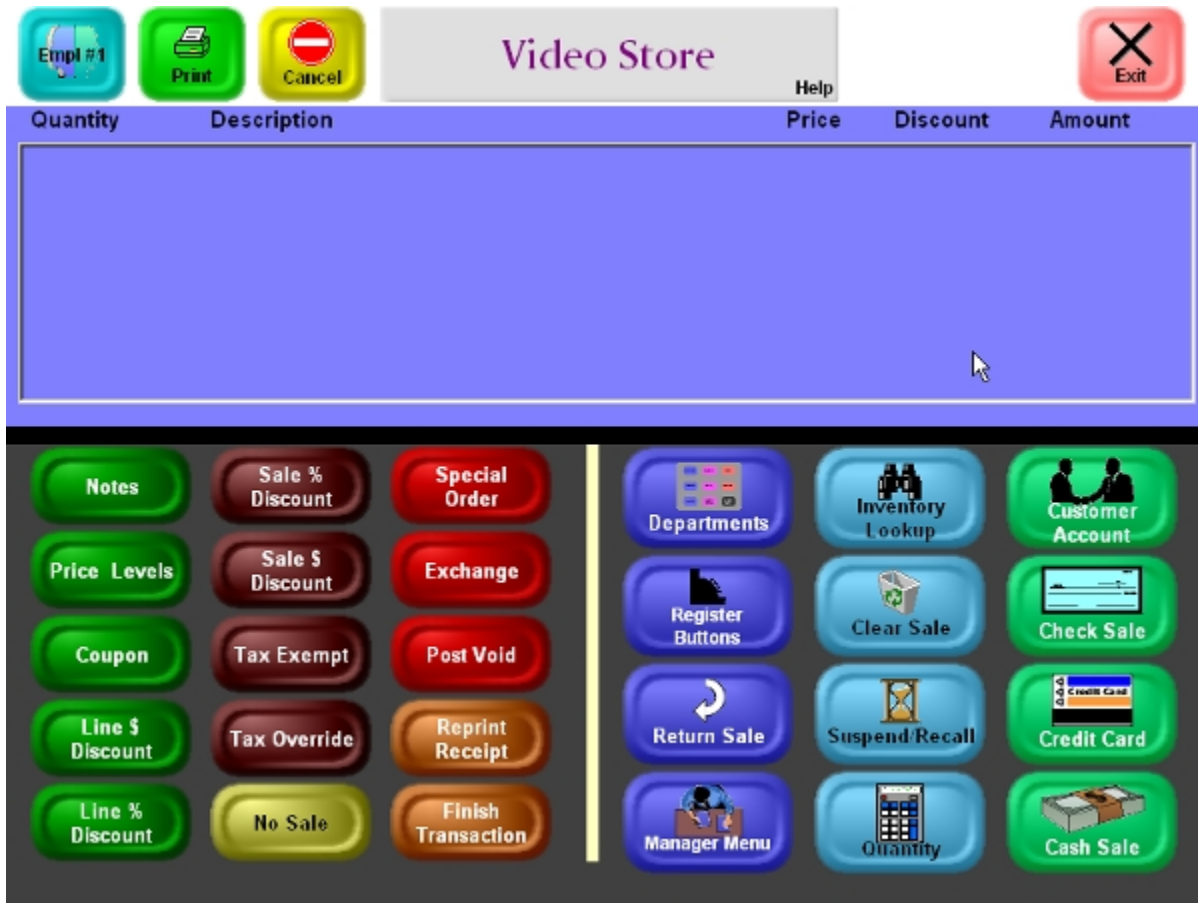 Empl #1
Print
Cancel
Video Store
Help
Exit
Quantity Description Price Discount Amount
Notes
Sale %
Discount
Special
Order
Departments
Inventory
Lookup
Customer
Account
Price Levels
Sale $
Discount
Exchange
Register
Buttons
Clear Sale
Check Sale
Coupon
Tax Exempt
Post Void
Return Sale
Suspend/Recall
Credit Card
Credit Card
Line $
Discount
Tax Override
Reprint
Receipt
Line %
Discount
No Sale
Finish
Transaction
Manager Menu
Quantity
Cash Sale